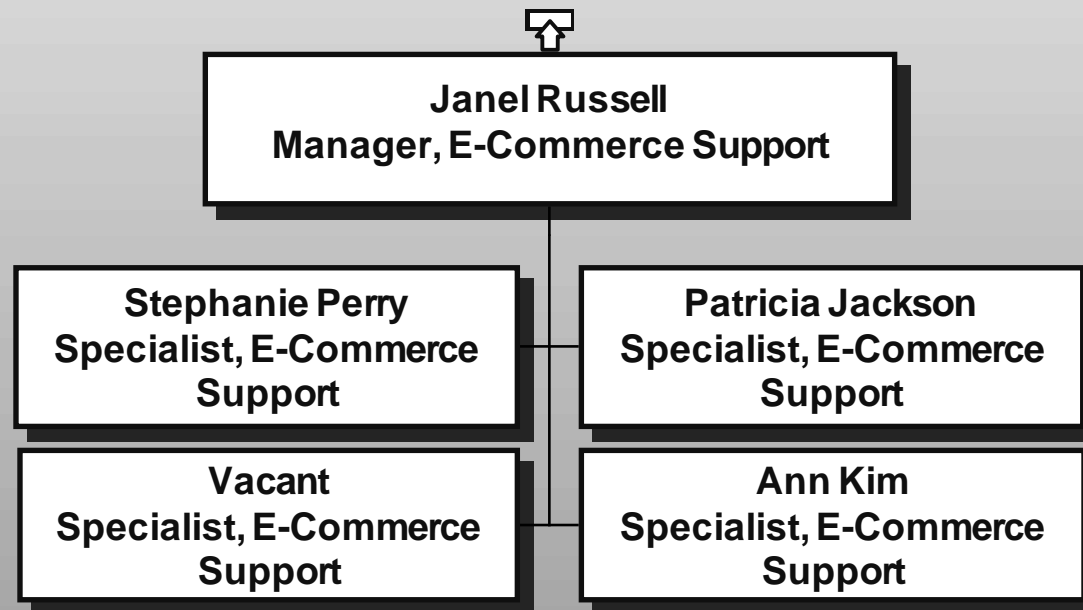 Janel Russell
Manager, E-Commerce Support
Stephanie Perry
Specialist, E-Commerce
Support
Patricia Jackson
Specialist, E-Commerce
Support
Vacant
Specialist, E-Commerce
Support
Ann Kim
Specialist, E-Commerce
Support